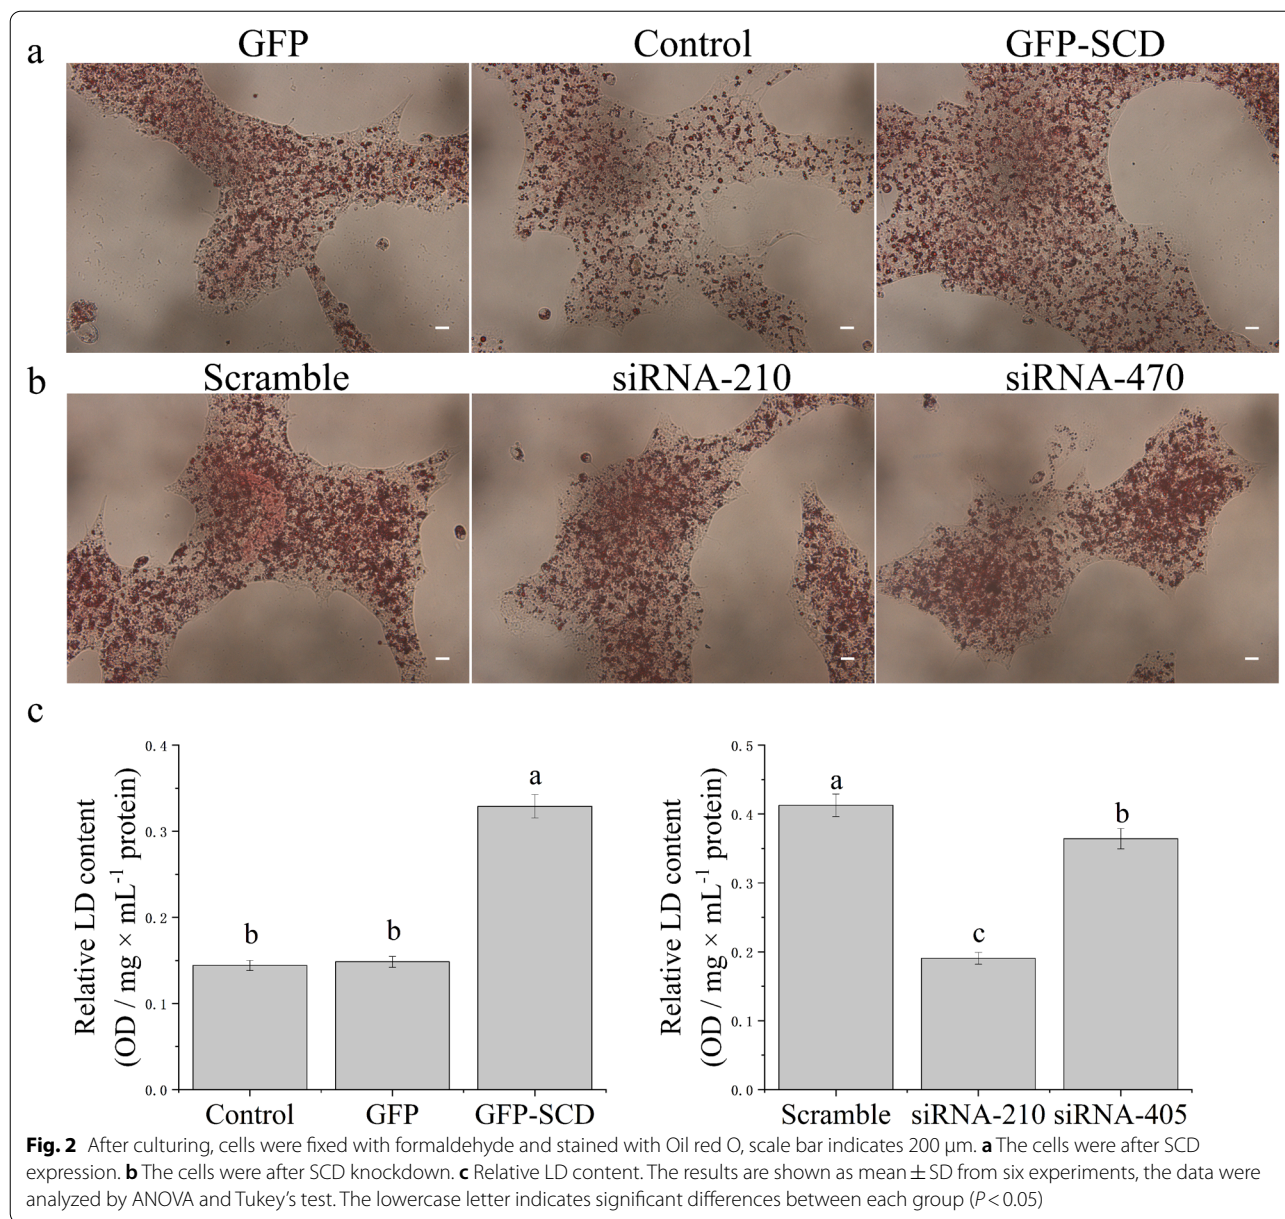 a
GFP
Control
GFP-SCD
b
Scramble
siRNA-210
siRNA-470
c
Relative LD content
(OD / mg × mL⁻¹ protein)
0.4
0.3
0.2
0.1
0.0
b
b
a
Control
GFP
GFP-SCD
Relative LD content
(OD / mg × mL⁻¹ protein)
0.5
0.4
0.3
0.2
0.1
0.0
a
c
b
Scramble
siRNA-210
siRNA-405
Fig. 2 After culturing, cells were fixed with formaldehyde and stained with Oil red O, scale bar indicates 200 μm. a The cells were after SCD
expression. b The cells were after SCD knockdown. c Relative LD content. The results are shown as mean ± SD from six experiments, the data were
analyzed by ANOVA and Tukey's test. The lowercase letter indicates significant differences between each group (P < 0.05)